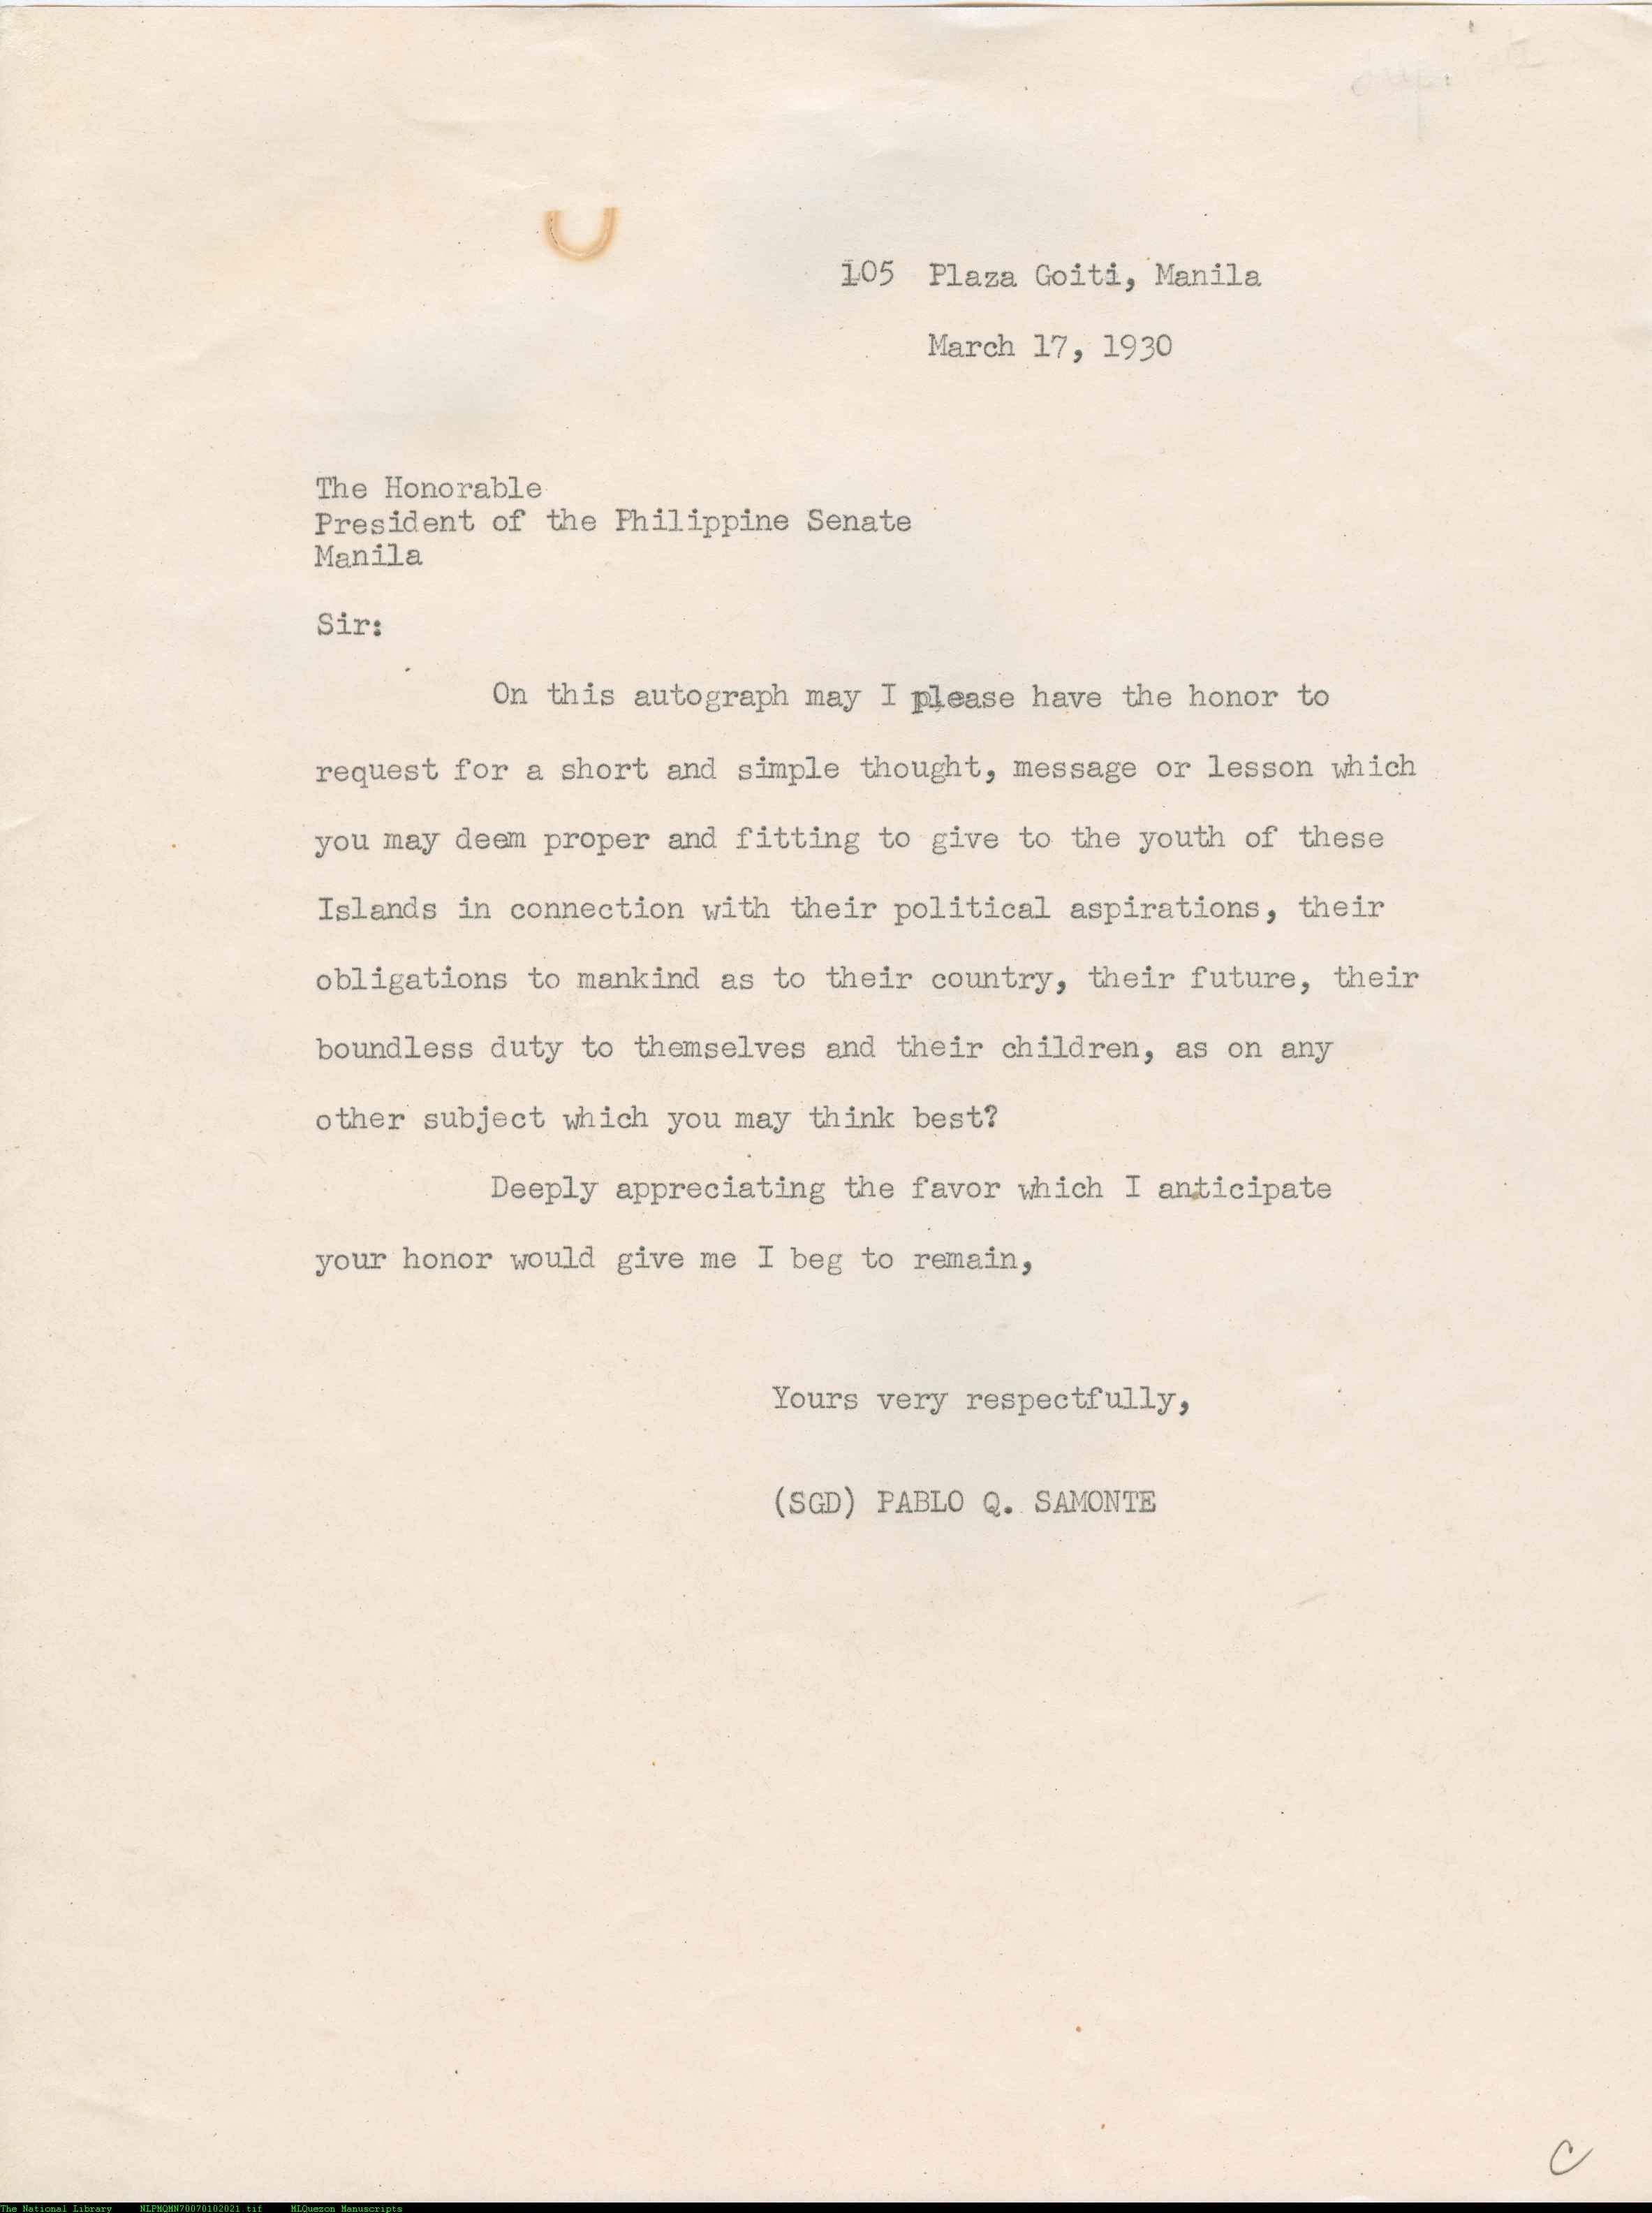 105 Plaza Goiti, Manila
March 17, 1930
The Honorable
President of the Philippine Senate
Manila
Sir:
On this autograph may I please have the honor to
request for a short and simple thought, message or lesson which
you may deem proper and fitting to give to the youth of these
Islands in connection with their political aspirations, their
obligations to mankind as to their country, their future, their
boundless duty to themselves and their children, as on any
other subject which you may think best?
Deeply appreciating the favor which I anticipate
your honor would give me I beg to remain,
Yours very respectfully,
(SGD) PABLO Q. SAMONTE
C
The National Library NLPMQMN70070102021.tif MLQuezon Manuscripts